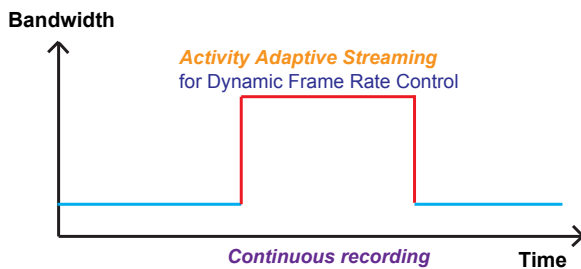 Bandwidth
Activity Adaptive Streaming
for Dynamic Frame Rate Control
Continuous recording
Time